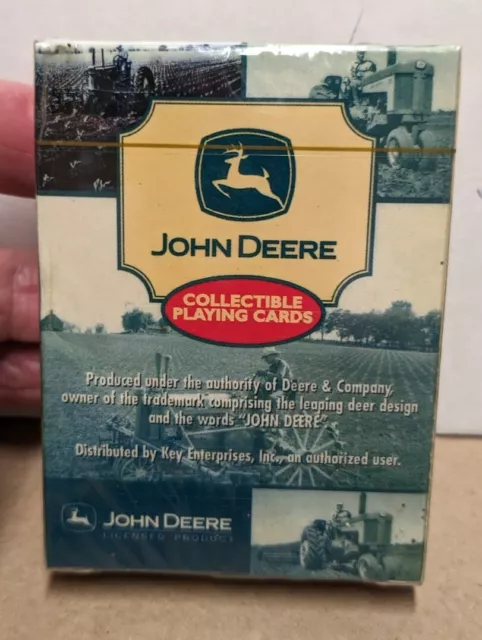 JOHN DEERE
COLLECTIBLE
PLAYING CARDS
Produced under the authority of Deere & Company,
owner of the trademark comprising the leaping deer design
and the words "JOHN DEERE"
Distributed by Key Enterprises, Inc., an authorized user.
JOHN DEERE
LICENSED PRODUCT